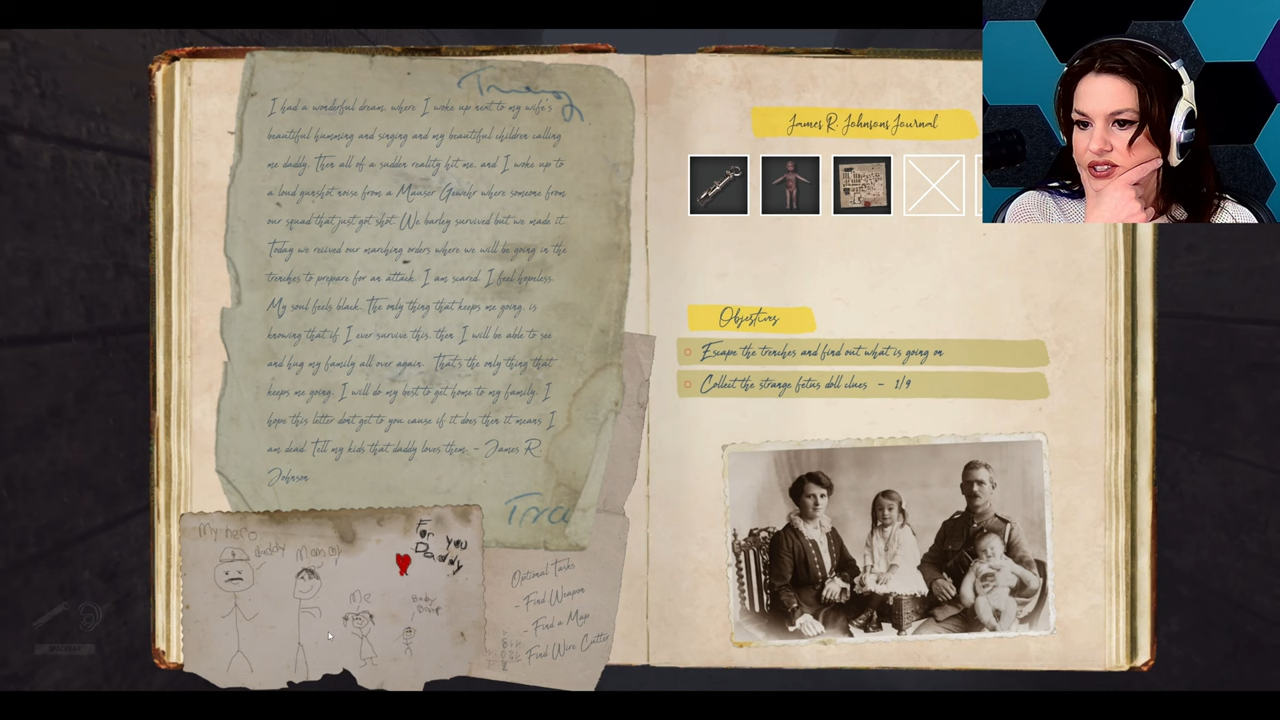 I had a wonderful dream, where I woke up next to my wife's
beautiful humming and singing and my beautiful children calling
me daddy. Then all of a sudden reality hit me, and I woke up to
a loud gunshot noise from a Mauser Gewehr where someone from
our squad that just got shot. We barley survived but we made it.
Today we recived our marching orders where we will be going in the
trenches to prepare for an attack. I am scared. I feel hopeless.
My soul feels black. The only thing that keeps me going, is
knowing that if I ever survive this, then I will be able to see
and hug my family all over again. That's the only thing that
keeps me going. I will do my best to get home to my family. I
hope this letter dont get to you cause if it does then it means I
am dead. Tell my kids that daddy loves them. - James R.
Johnson
My hero
daddy
Me
Baby
For you
Daddy
Optional Tasks
- Find Weapon
- Find a Map
- Find Wire Cutter
SPACEBAR
James R. Johnsons Journal
Objectives
Escape the trenches and find out what is going on
Collect the strange fetus doll clues - 1/9